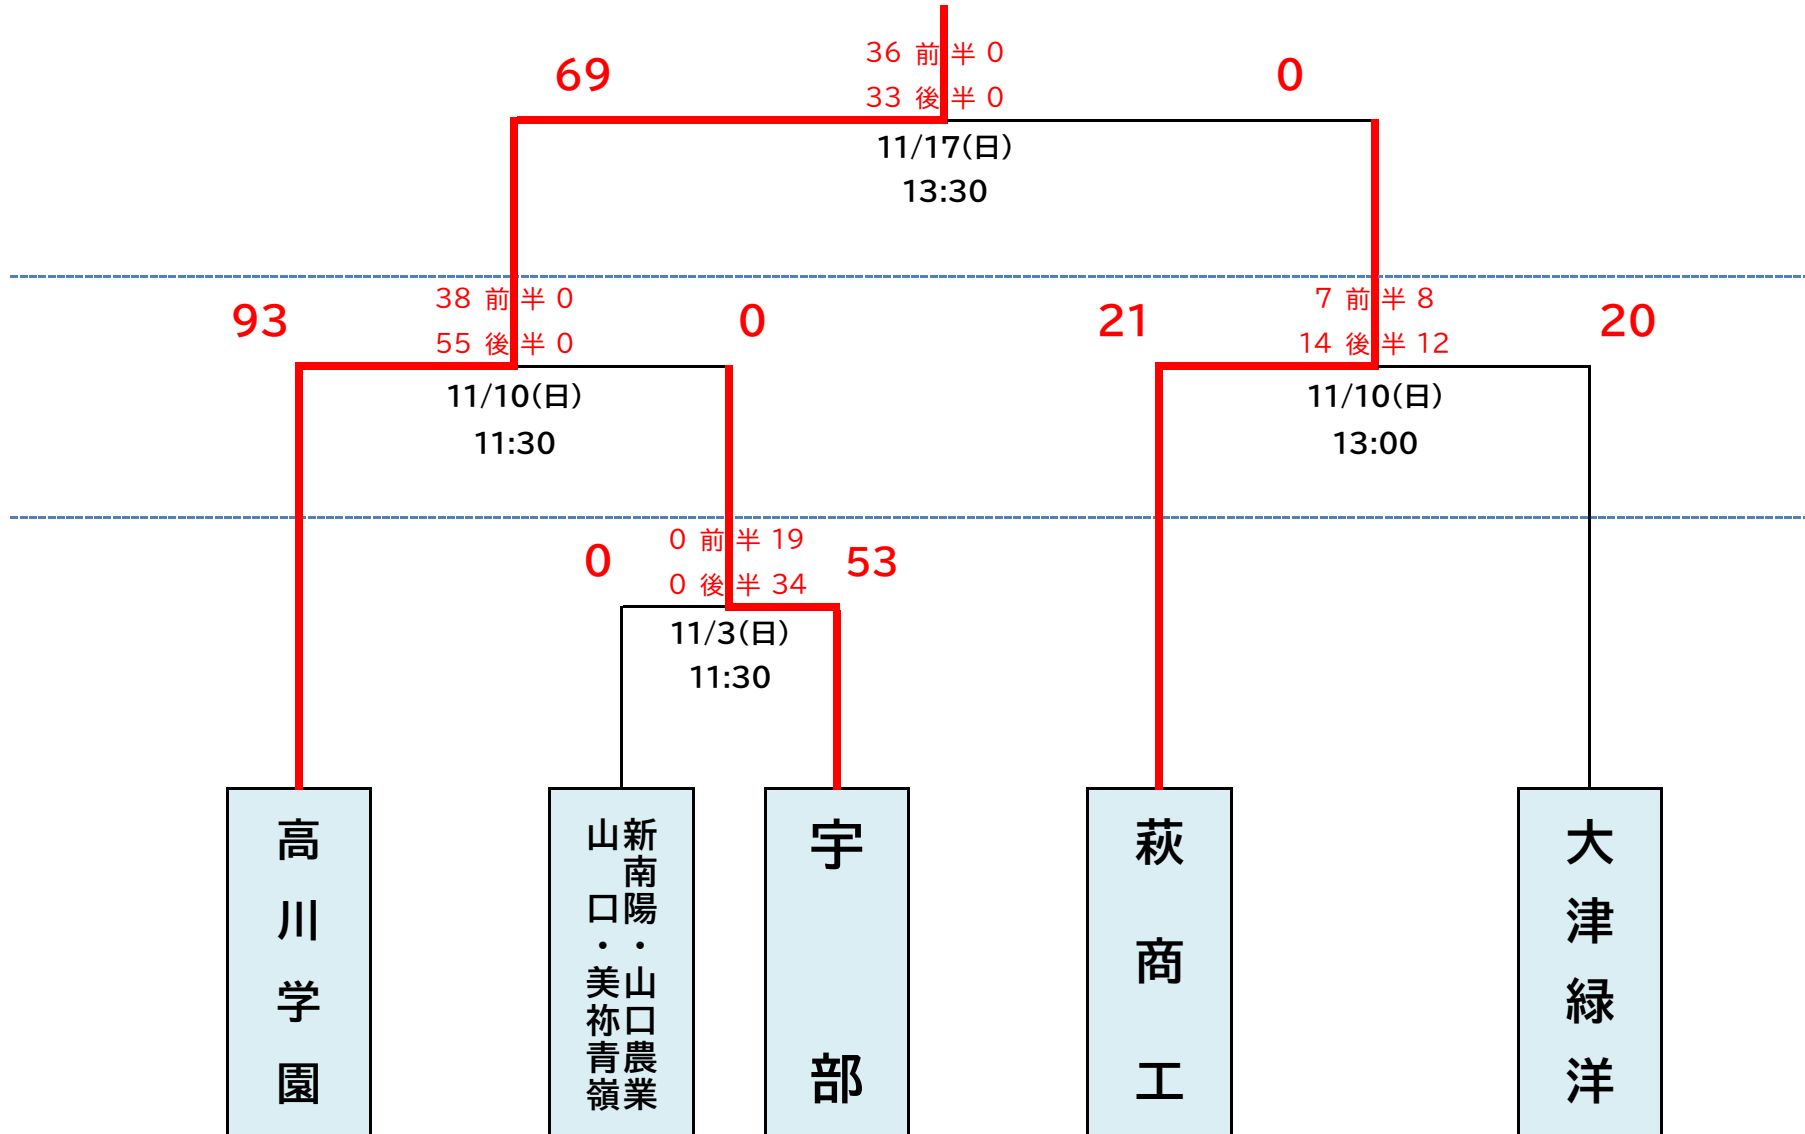 69
36 前半 0
0
33 後半 0
11/17(日)
13:30
93
38 前半 0
0
55 後半 0
21
7 前半 8
20
14 後半 12
11/10(日)
11:30
11/10(日)
13:00
0
0 前半 19
53
0 後半 34
11/3(日)
11:30
高川学園
新南陽・山口農業
山口・美祢青嶺
宇部
萩商工
大津緑洋